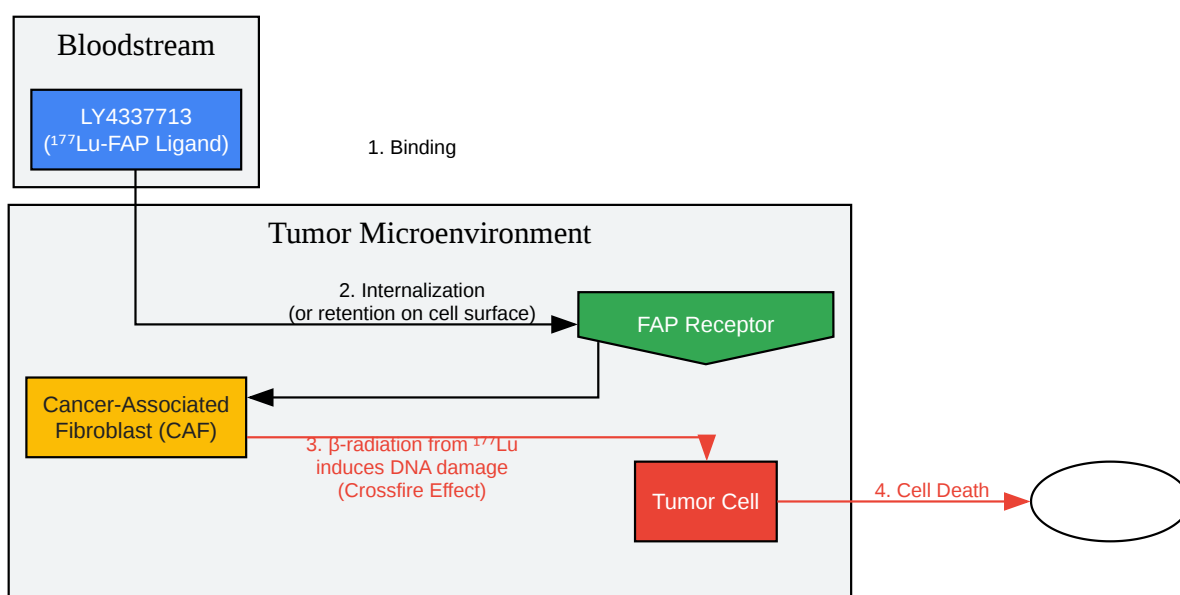 Bloodstream
LY4337713
(¹⁷⁷Lu-FAP Ligand)
1. Binding
Tumor Microenvironment
2. Internalization
(or retention on cell surface)
FAP Receptor
Cancer-Associated
Fibroblast (CAF)
3. β-radiation from ¹⁷⁷Lu
induces DNA damage
(Crossfire Effect)
Tumor Cell
4. Cell Death